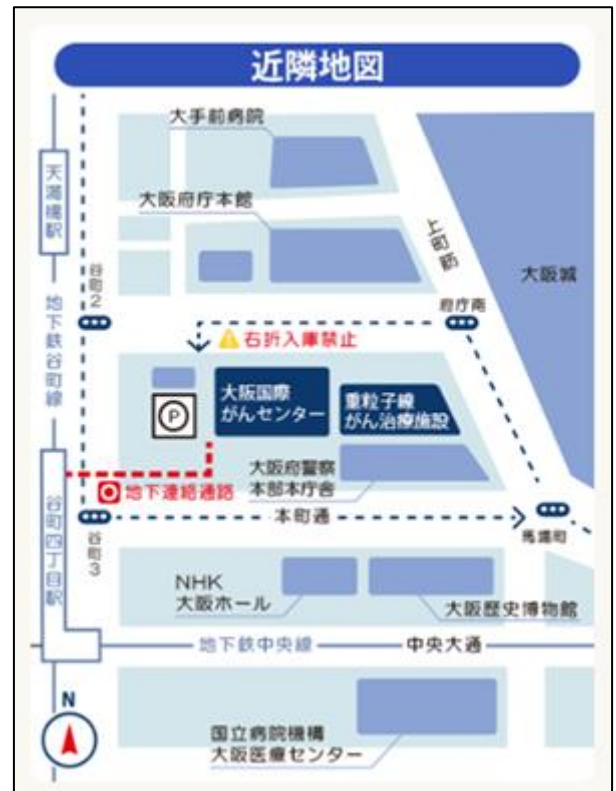 近隣地図
大手前病院
天満橋駅
大阪府庁本館
上町筋
大阪城
谷町2
府庁南
地下鉄谷町線
右折入庫禁止
P
大阪国際
がんセンター
重粒子線
がん治療施設
地下連絡通路
大阪府警察
本部本庁舎
谷町四丁目駅
谷町3
本町通
馬場町
NHK
大阪ホール
大阪歴史博物館
地下鉄中央線
中央大通
N
国立病院機構
大阪医療センター